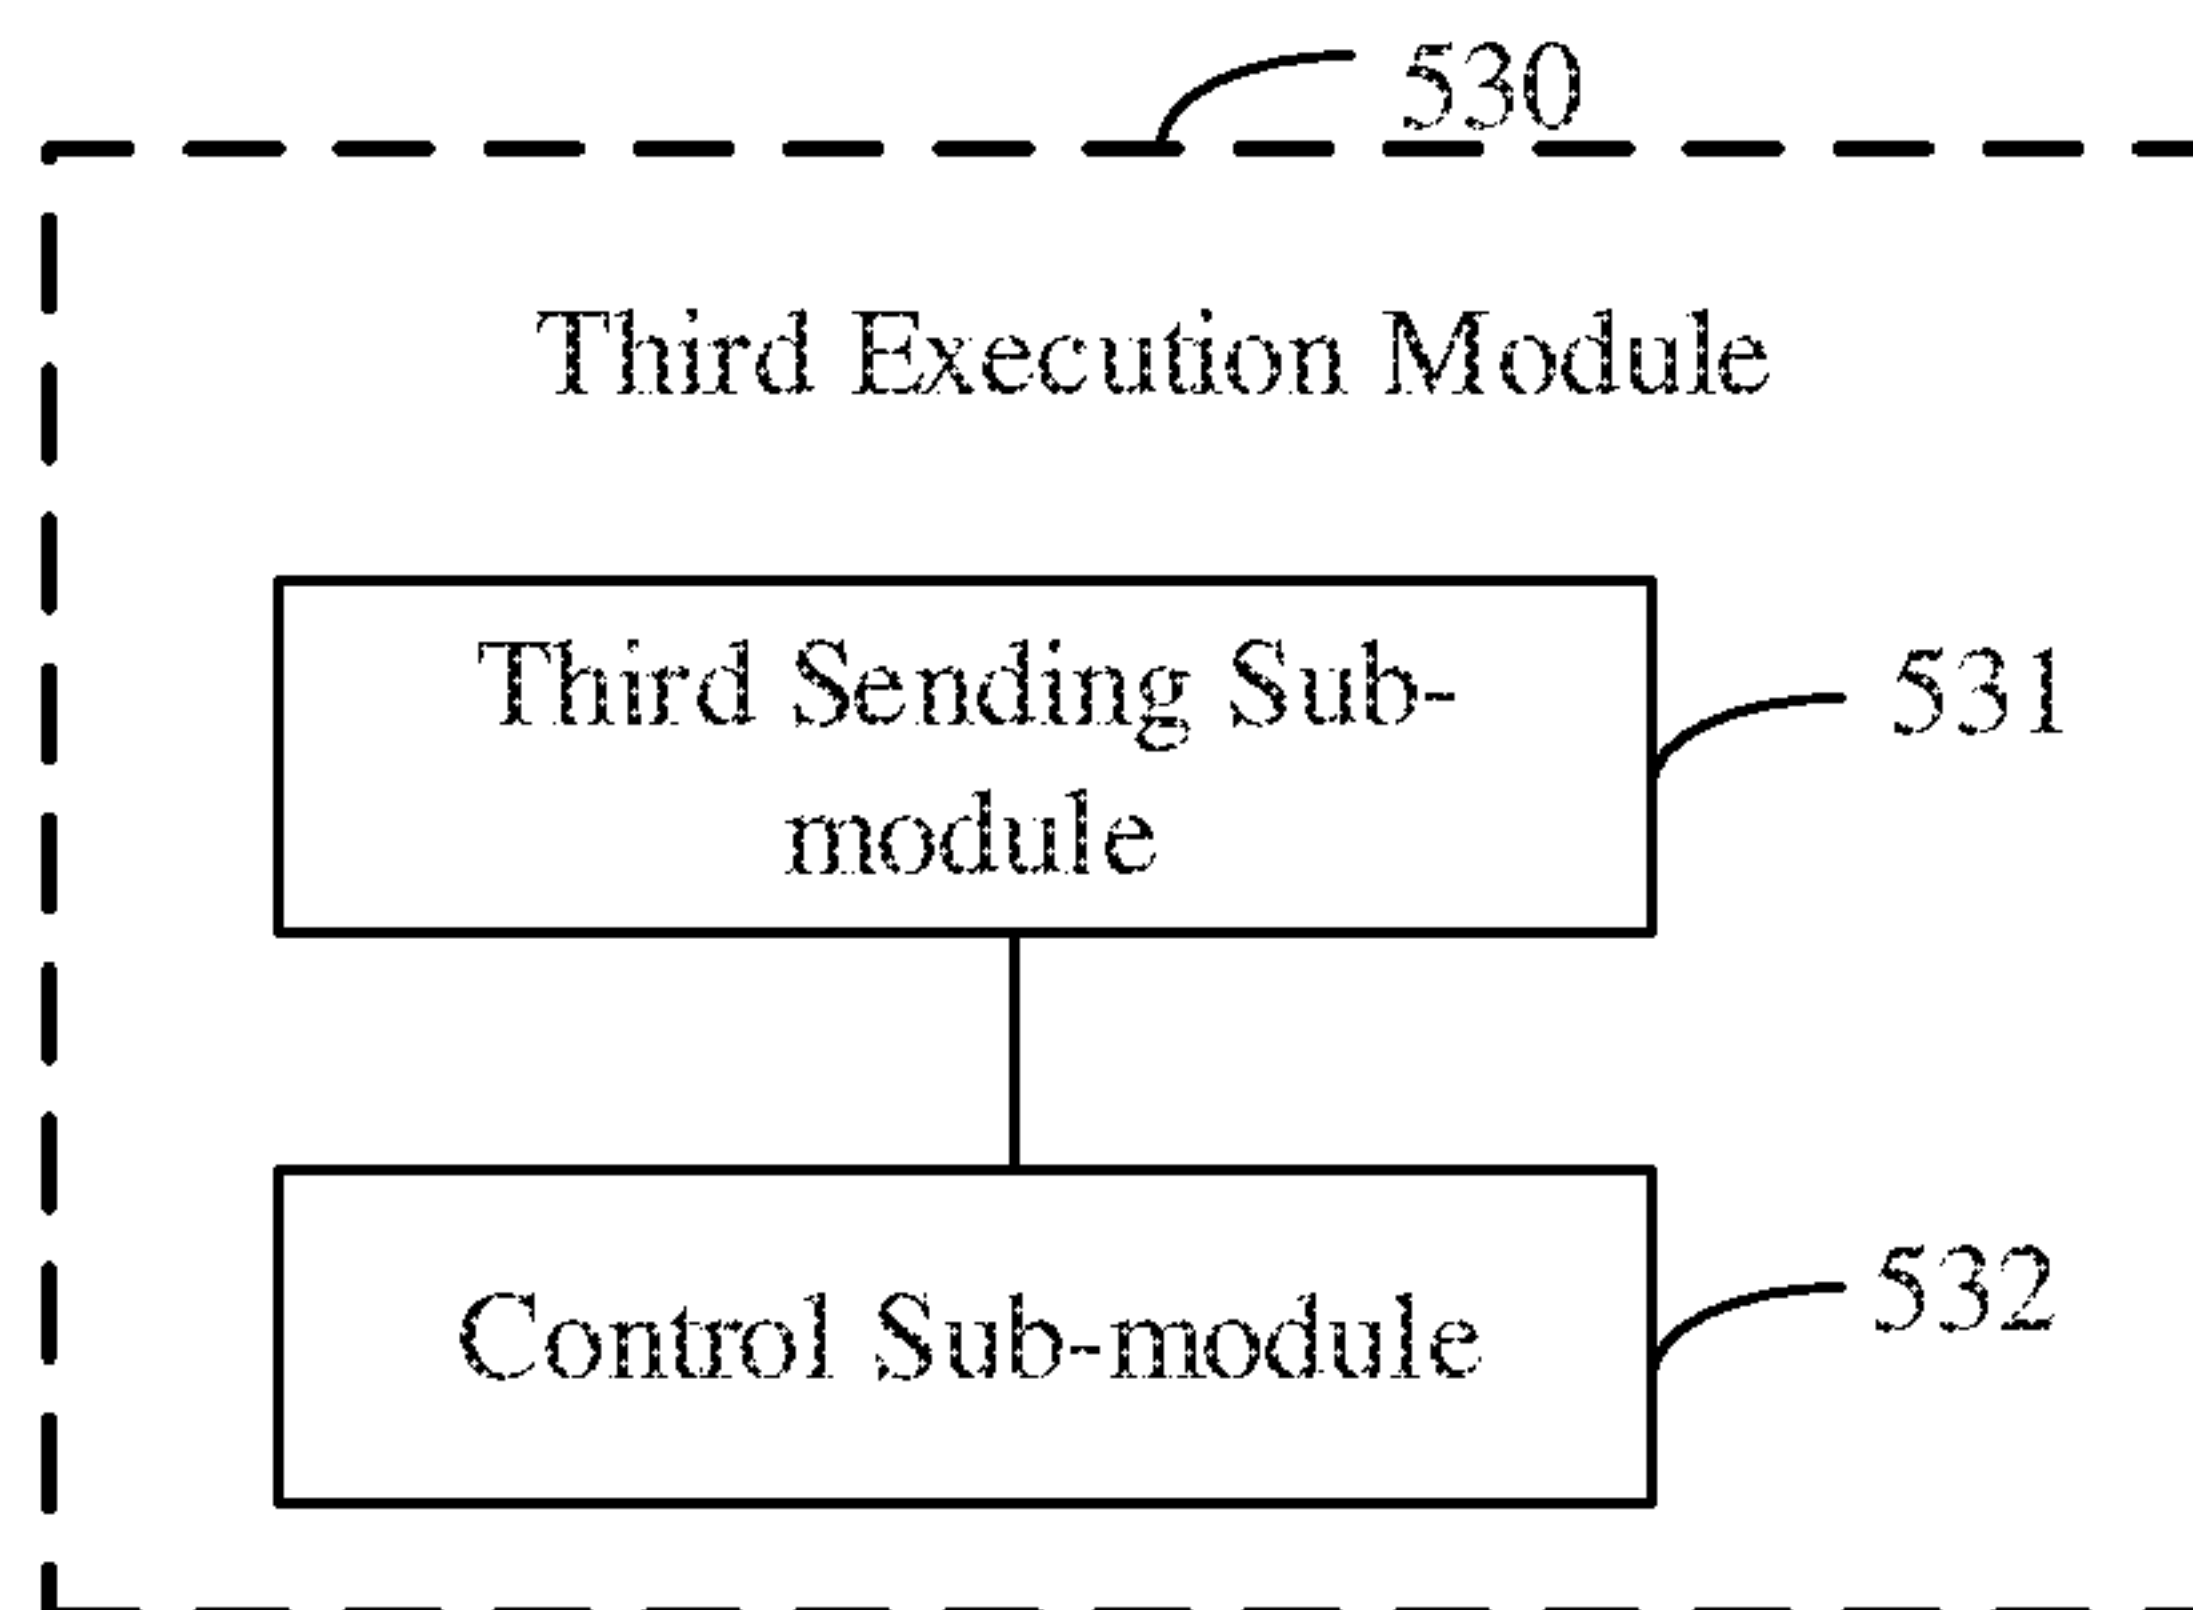 530
Third Execution Module
Third Sending Sub-
module
531
Control Sub-module
532